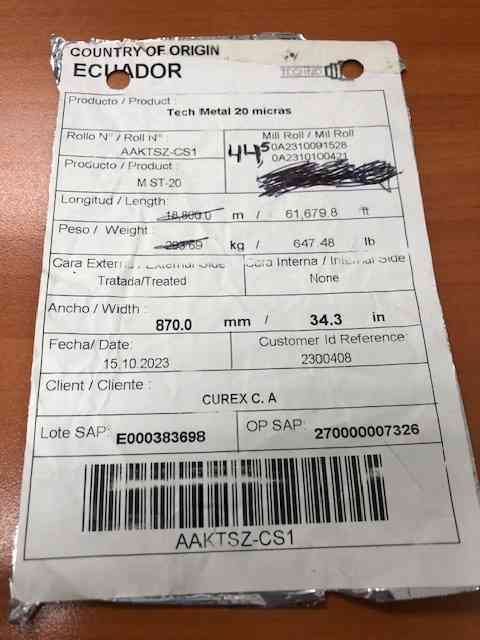 COUNTRY OF ORIGIN
ECUADOR
TECHNO
Producto / Product :
Tech Metal 20 micras
Rollo N° / Roll N°
AAKTSZ-CS1
Mill Roll / Mil Roll
445
0A2310091528
0A2310100421
Producto / Product :
M ST-20
Longitud / Length
18,800.0 m / 61,679.8 ft
Peso / Weight
293.69 kg / 647.48 lb
Cara Externa / External Side
Tratada/Treated
Cara Interna / Internal Side
None
Ancho / Width :
870.0 mm / 34.3 in
Fecha/ Date:
15.10.2023
Customer Id Reference:
2300408
Client / Cliente :
CUREX C. A
Lote SAP: E000383698
OP SAP: 270000007326
AAKTSZ-CS1